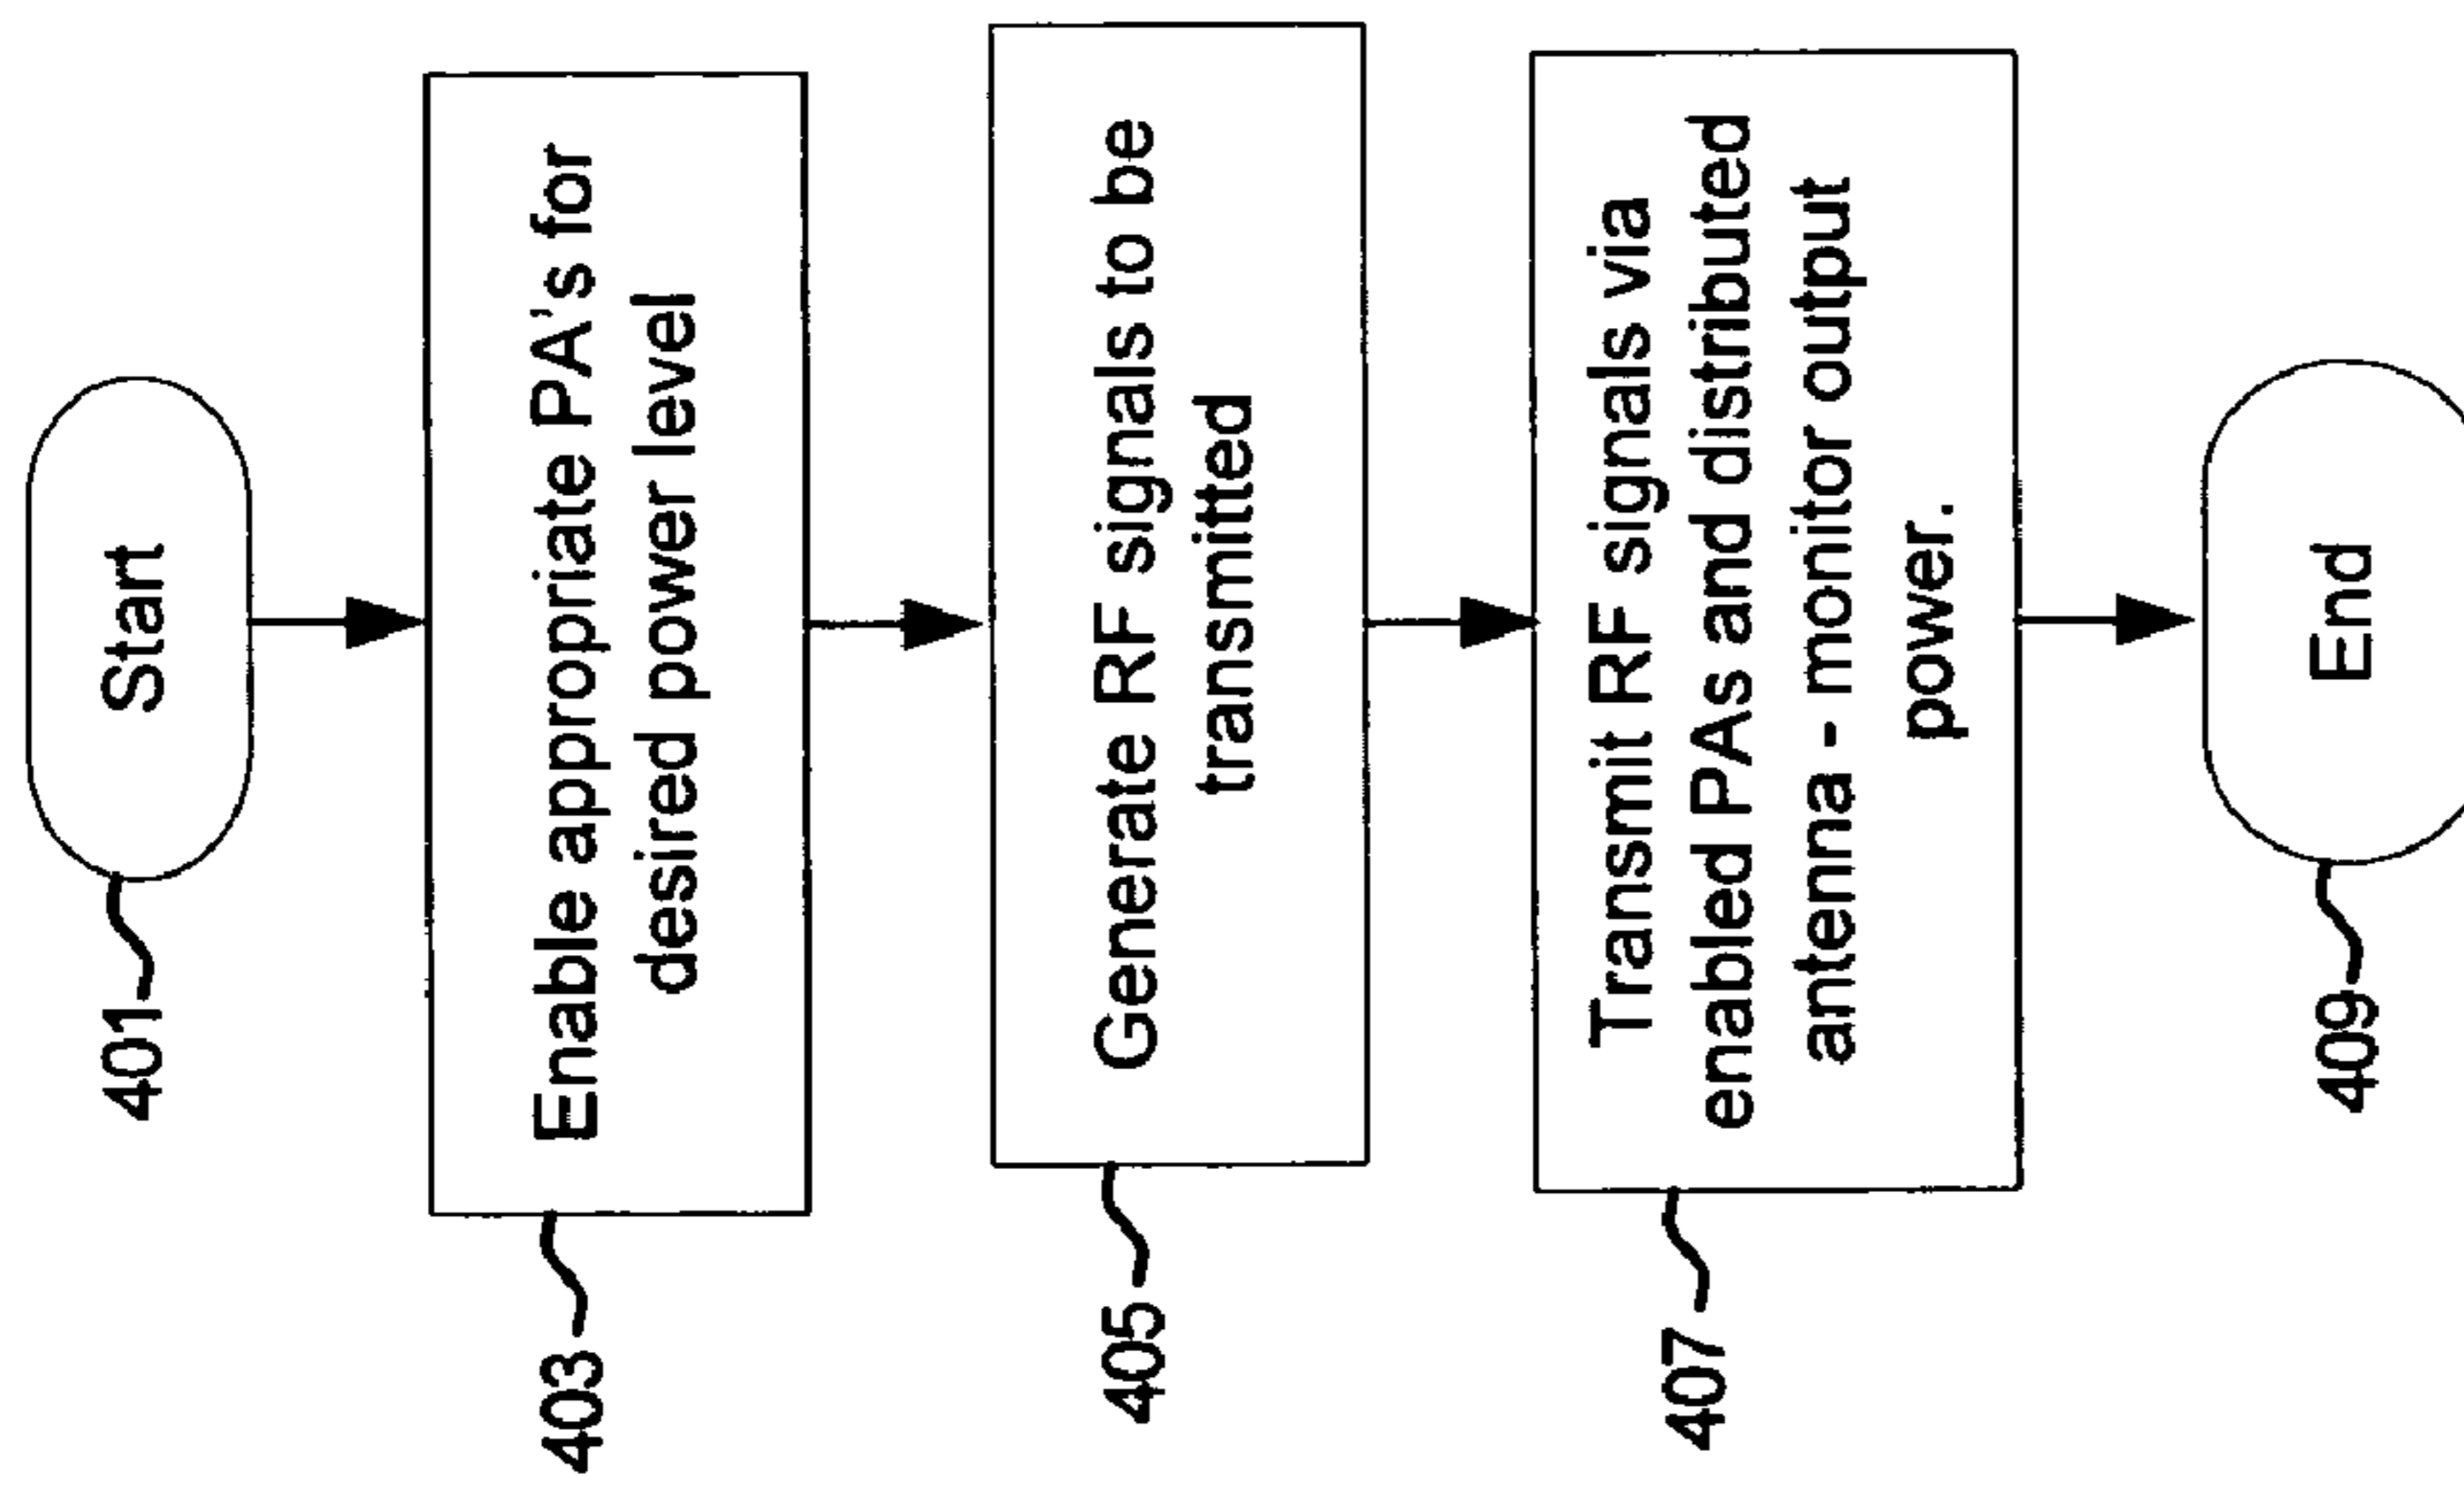 401
Start
403
Enable appropriate PA's for
desired power level
405
Generate RF signals to be
transmitted
407
Transmit RF signals via
enabled PAs and distributed
antenna - monitor output
power.
409
End